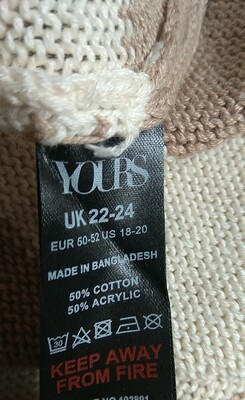 YOURS
UK 22-24
EUR 50-52 US 18-20
MADE IN BANGLADESH
50% COTTON
50% ACRYLIC
30
KEEP AWAY
FROM FIRE